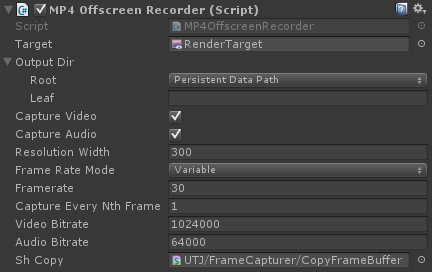 MP4 Offscreen Recorder (Script)
Script MP4OffscreenRecorder
Target RenderTarget
Output Dir
Root Persistent Data Path
Leaf
Capture Video
Capture Audio
Resolution Width 300
Frame Rate Mode Variable
Framerate 30
Capture Every Nth Frame 1
Video Bitrate 1024000
Audio Bitrate 64000
Sh Copy UTJ/FrameCapturer/CopyFrameBuffer